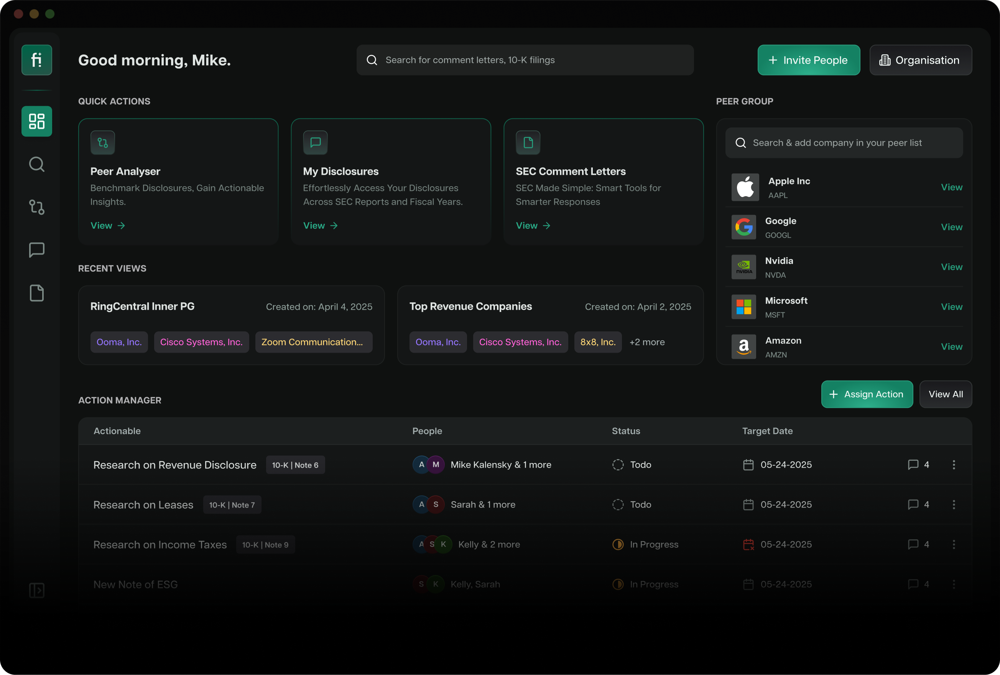 fi!
Good morning, Mike.
Search for comment letters, 10-K filings
+ Invite People
Organisation
QUICK ACTIONS
Peer Analyser
Benchmark Disclosures, Gain Actionable
Insights.
View →
My Disclosures
Effortlessly Access Your Disclosures
Across SEC Reports and Fiscal Years.
View →
SEC Comment Letters
SEC Made Simple: Smart Tools for
Smarter Responses
View →
PEER GROUP
Search & add company in your peer list
Apple Inc
AAPL
View
Google
GOOGL
View
NVIDIA
Nvidia
NVDA
View
Microsoft
MSFT
View
a
Amazon
AMZN
View
RECENT VIEWS
RingCentral Inner PG
Created on: April 4, 2025
Ooma, Inc.
Cisco Systems, Inc.
Zoom Communication...
Top Revenue Companies
Created on: April 2, 2025
Ooma, Inc.
Cisco Systems, Inc.
8x8, Inc.
+2 more
ACTION MANAGER
+ Assign Action
View All
Actionable People Status Target Date
Research on Revenue Disclosure 10-K | Note 6 A M Mike Kalensky & 1 more Todo 05-24-2025 4
Research on Leases 10-K | Note 7 A S Sarah & 1 more Todo 05-24-2025 4
Research on Income Taxes 10-K | Note 9 A S K Kelly & 2 more In Progress 05-24-2025 4
New Note of ESG S K Kelly, Sarah In Progress 05-24-2025 4